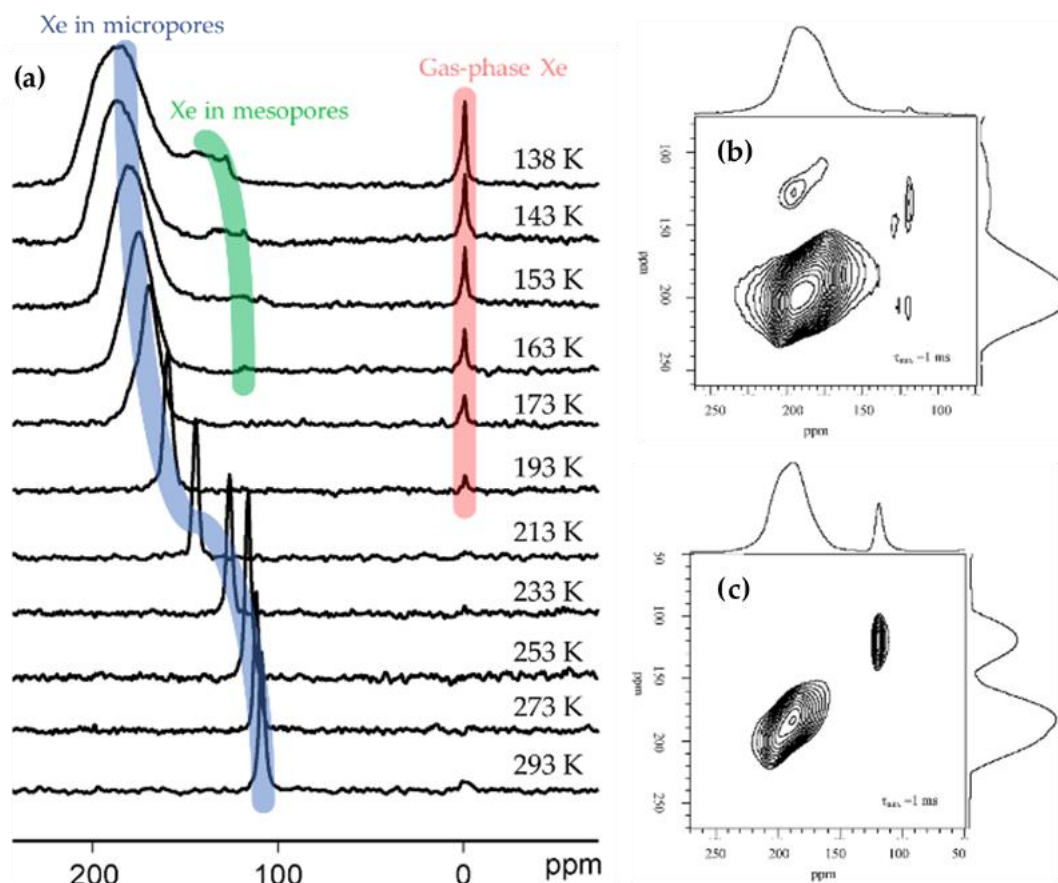 Xe in micropores
(a)
Gas-phase Xe
Xe in mesopores
138 K
143 K
153 K
163 K
173 K
193 K
213 K
233 K
253 K
273 K
293 K
200
100
0
ppm
(b)
100
150
200
250
ppm
τmix =1 ms
250
200
150
100
ppm
(c)
50
100
150
200
250
ppm
τmix =1 ms
250
200
150
100
50
ppm